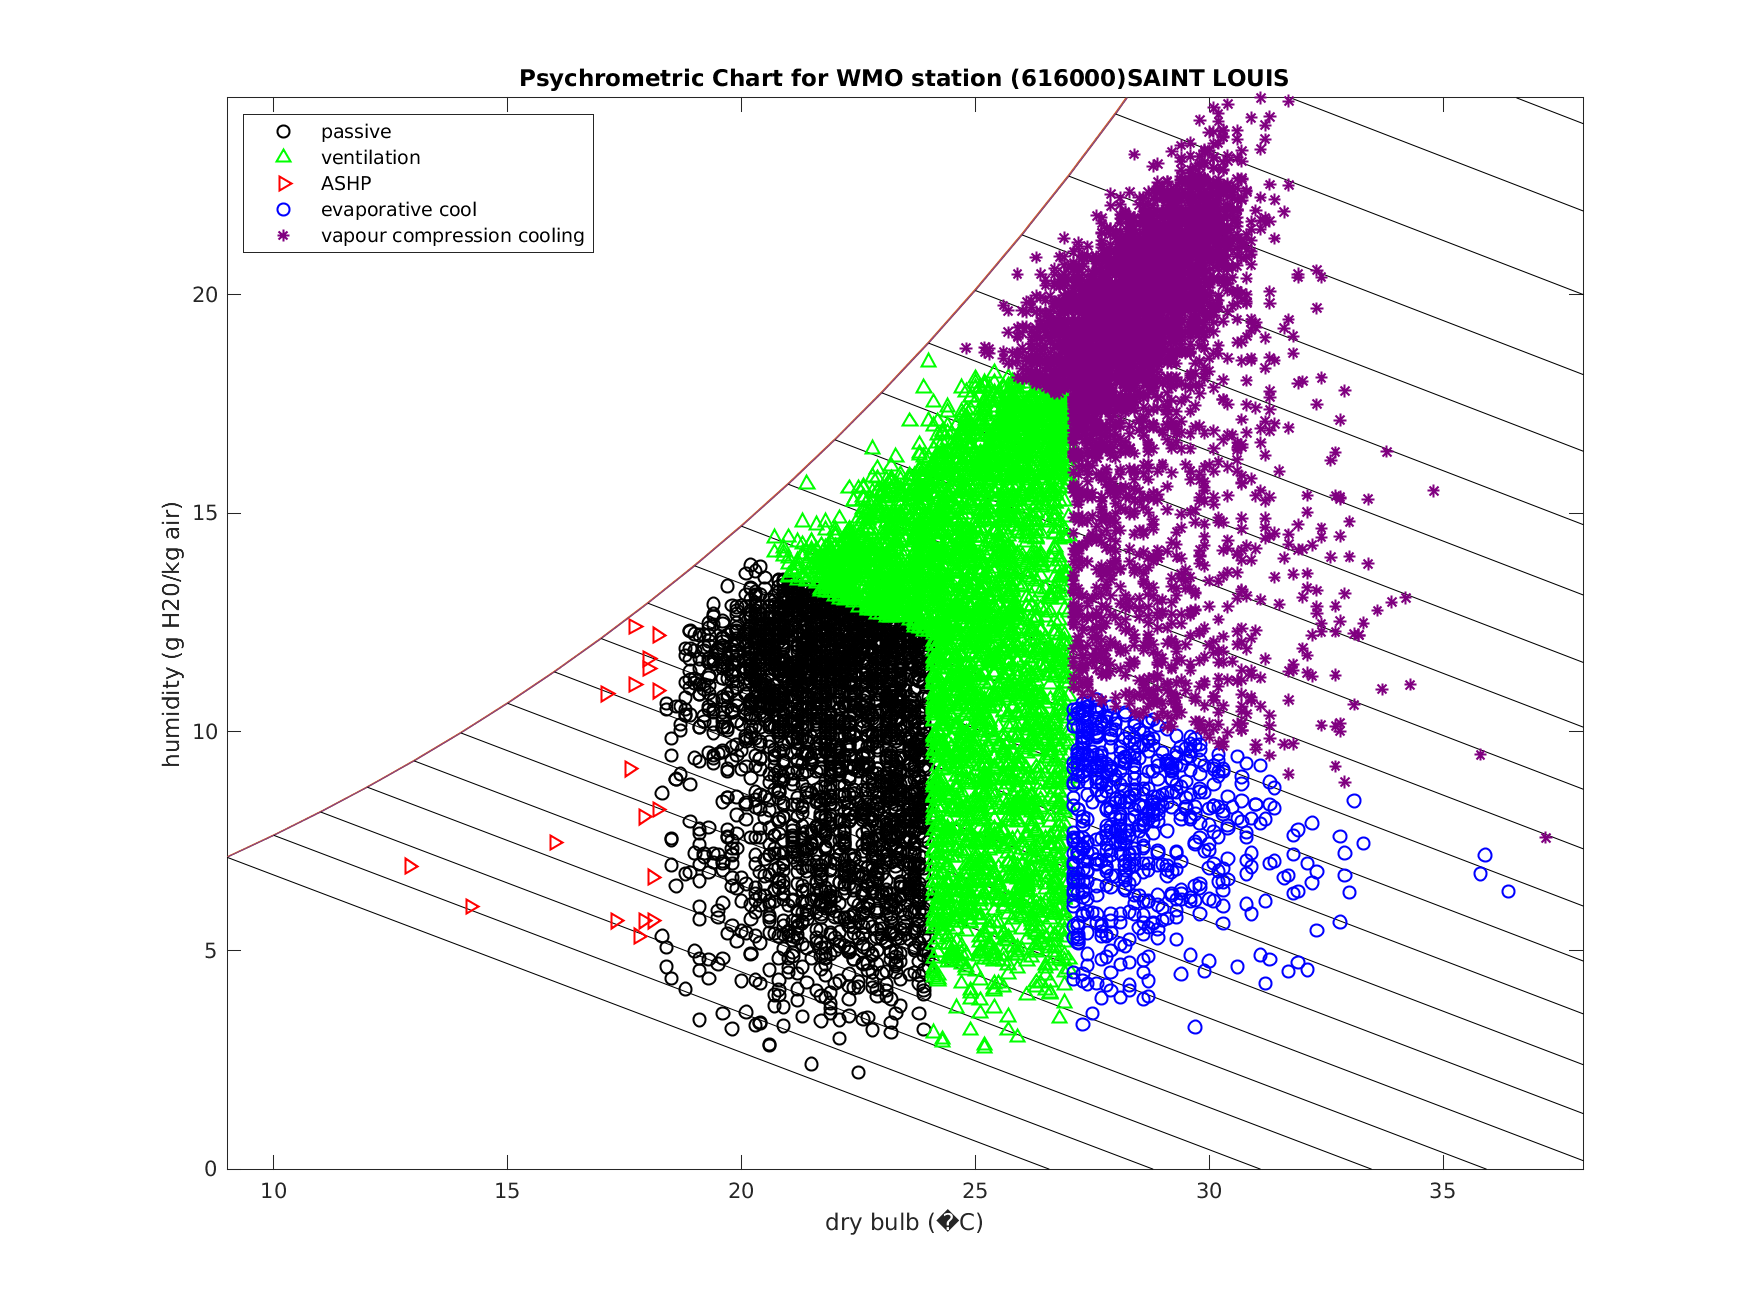 Psychrometric Chart for WMO station (616000)SAINT LOUIS
passive
ventilation
ASHP
evaporative cool
vapour compression cooling
humidity (g H20/kg air)
20
15
10
5
0
10
15
20
25
30
35
dry bulb (�C)